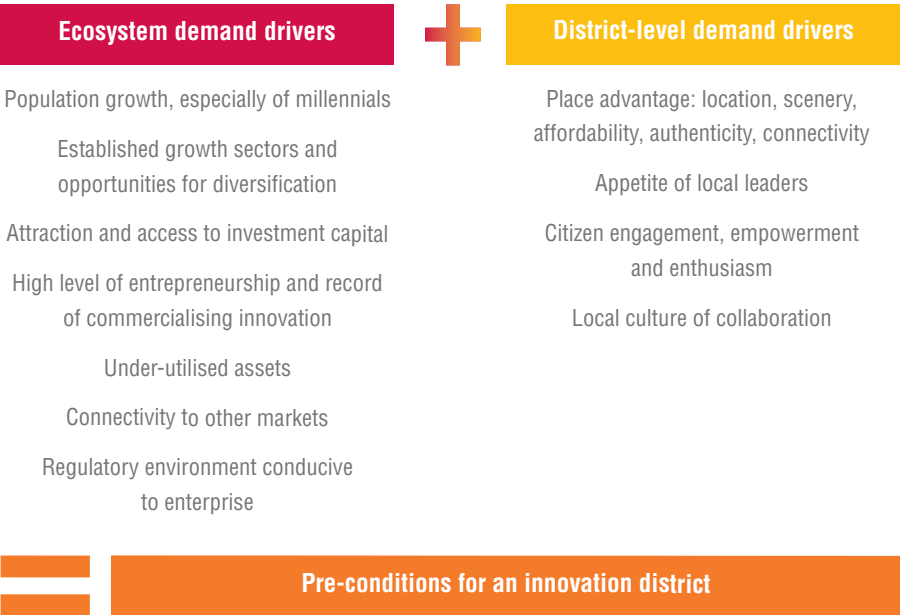 Ecosystem demand drivers
Population growth, especially of millennials
Established growth sectors and
opportunities for diversification
Attraction and access to investment capital
High level of entrepreneurship and record
of commercialising innovation
Under-utilised assets
Connectivity to other markets
Regulatory environment conducive
to enterprise
District-level demand drivers
Place advantage: location, scenery,
affordability, authenticity, connectivity
Appetite of local leaders
Citizen engagement, empowerment
and enthusiasm
Local culture of collaboration
Pre-conditions for an innovation district